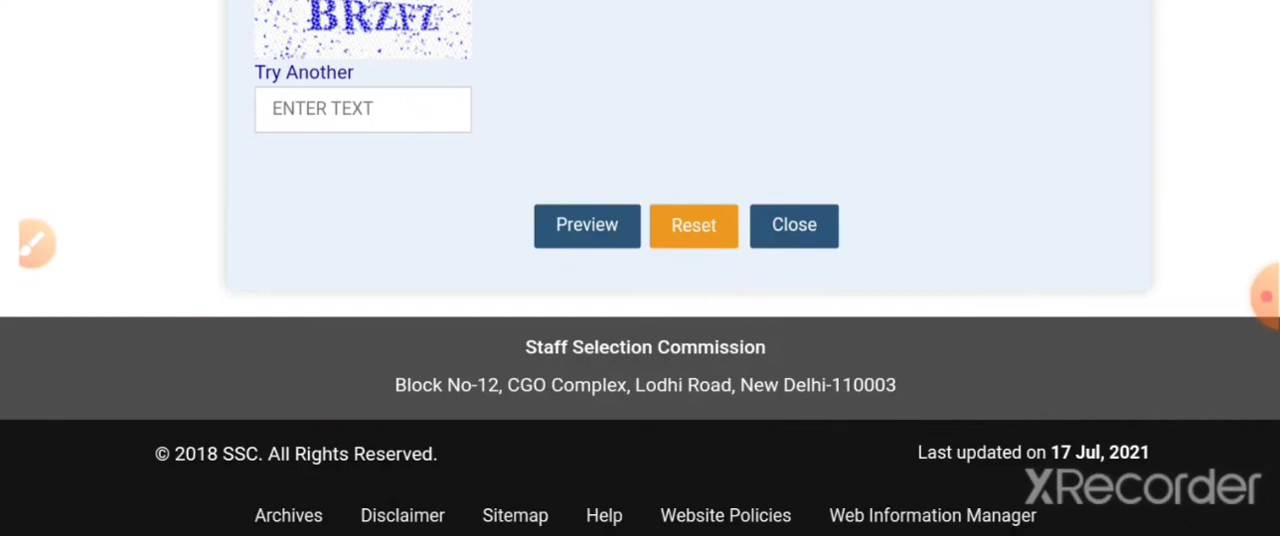 BRZFZ
Try Another
ENTER TEXT
Preview Reset Close
Staff Selection Commission
Block No-12, CGO Complex, Lodhi Road, New Delhi-110003
© 2018 SSC. All Rights Reserved.
Last updated on 17 Jul, 2021
XRecorder
Archives Disclaimer Sitemap Help Website Policies Web Information Manager